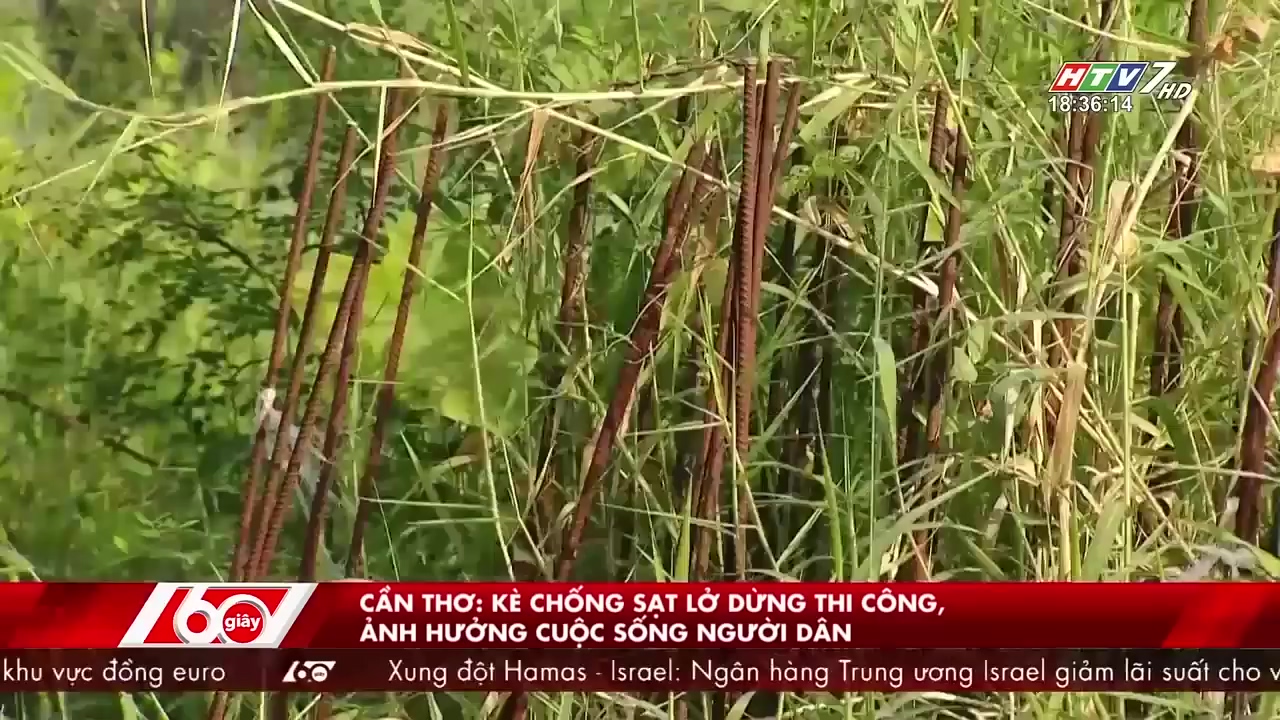 HTV7
HD
18:36:14
60
giây
CẦN THƠ: KÈ CHỐNG SẠT LỞ DỪNG THI CÔNG,
ẢNH HƯỞNG CUỘC SỐNG NGƯỜI DÂN
khu vực đồng euro 60 giây Xung đột Hamas - Israel: Ngân hàng Trung ương Israel giảm lãi suất cho v